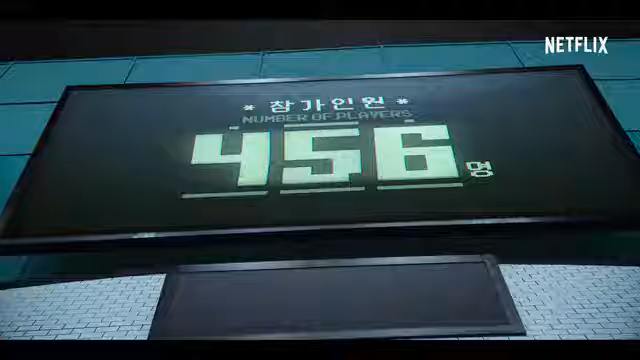 NETFLIX
* 참가인원 *
NUMBER OF PLAYERS
456명